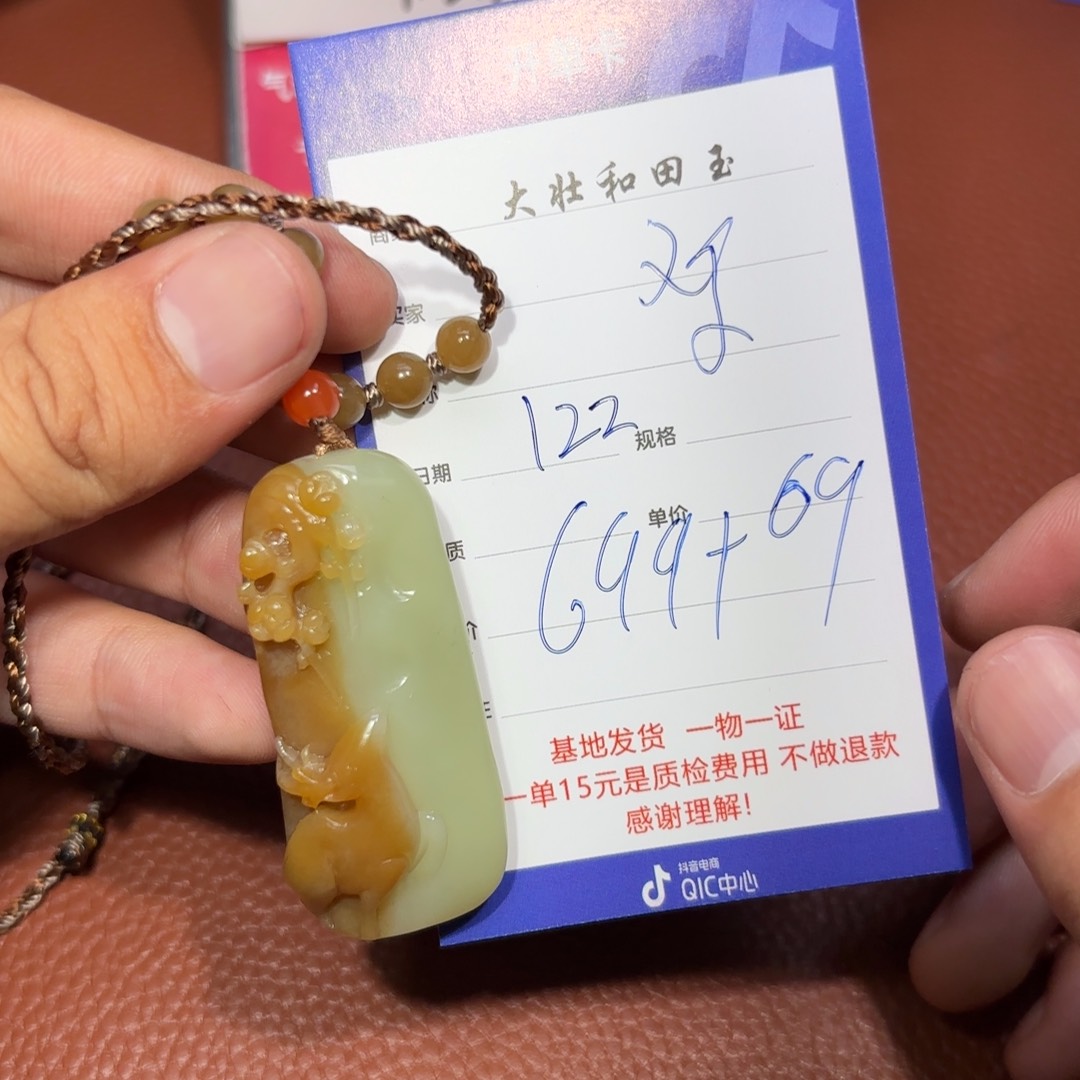 大壮和田玉
买家
刘
122
日期
规格
单价
699+69
质
价
基地发货 一物一证
一单15元是质检费用 不做退款
感谢理解!
抖音电商
QIC中心